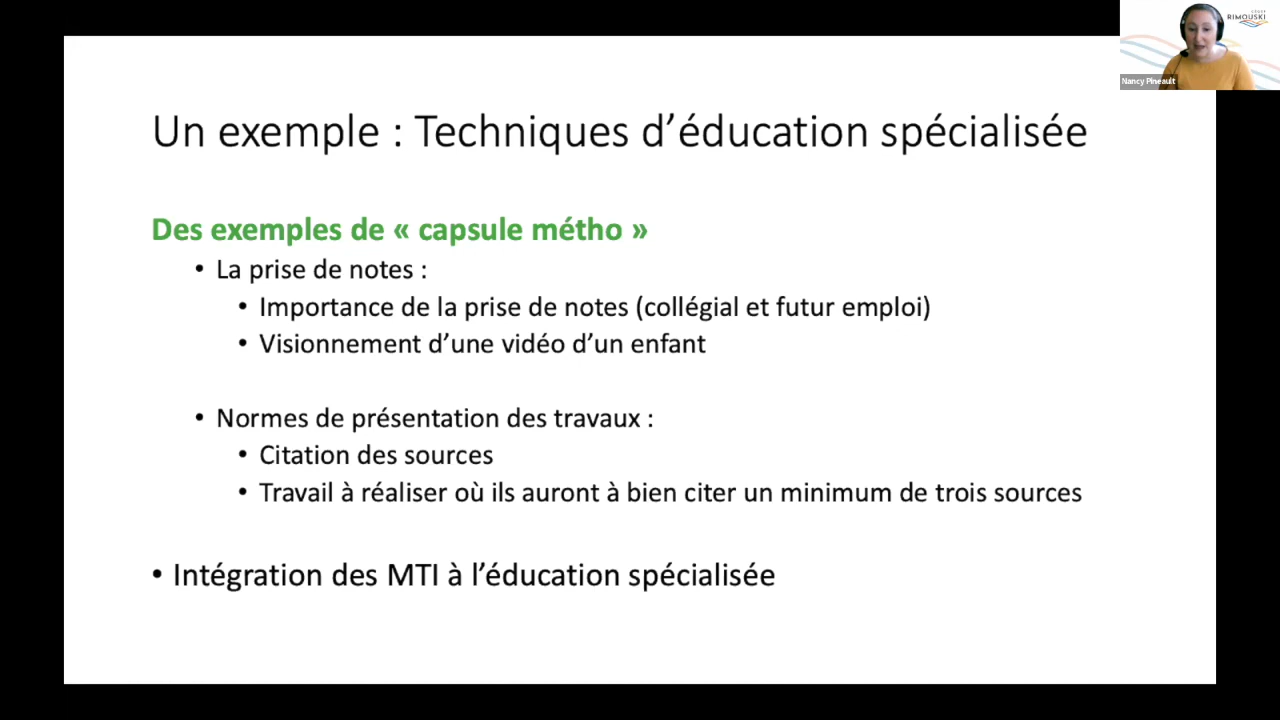 CÉGEP
RIMOUSKI
Nancy Pineault
Un exemple : Techniques d’éducation spécialisée
Des exemples de « capsule métho »
• La prise de notes :
• Importance de la prise de notes (collégial et futur emploi)
• Visionnement d’une vidéo d’un enfant
• Normes de présentation des travaux :
• Citation des sources
• Travail à réaliser où ils auront à bien citer un minimum de trois sources
• Intégration des MTI à l’éducation spécialisée